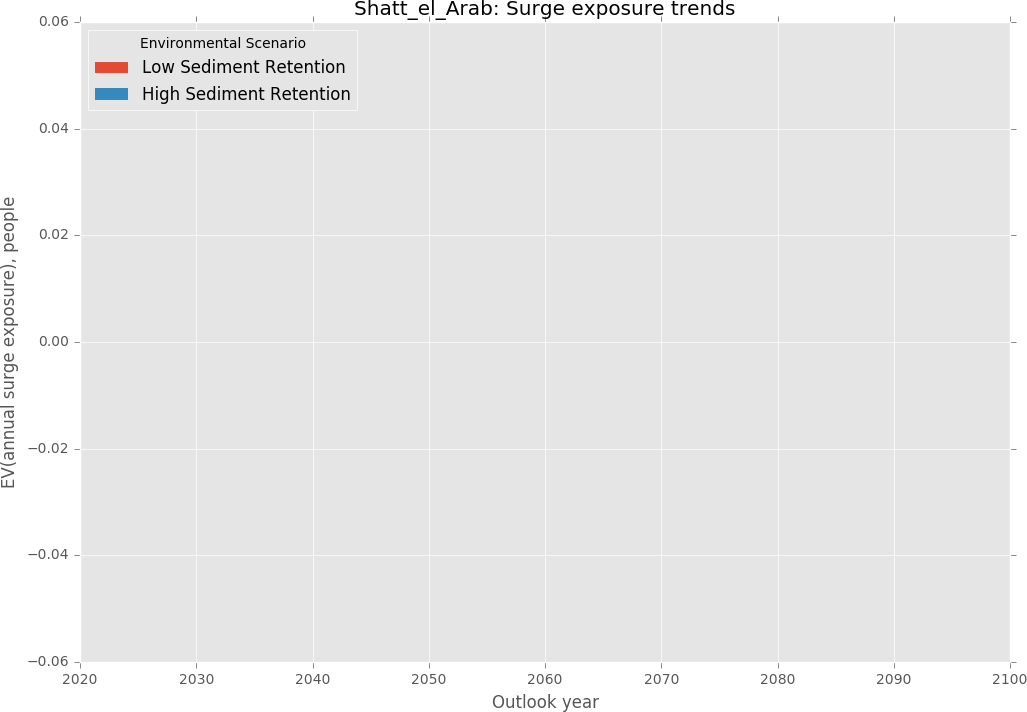 Shatt_el_Arab: Surge exposure trends
Environmental Scenario
Low Sediment Retention
High Sediment Retention
EV(annual surge exposure), people
0.06
0.04
0.02
0.00
−0.02
−0.04
−0.06
2020 2030 2040 2050 2060 2070 2080 2090 2100
Outlook year